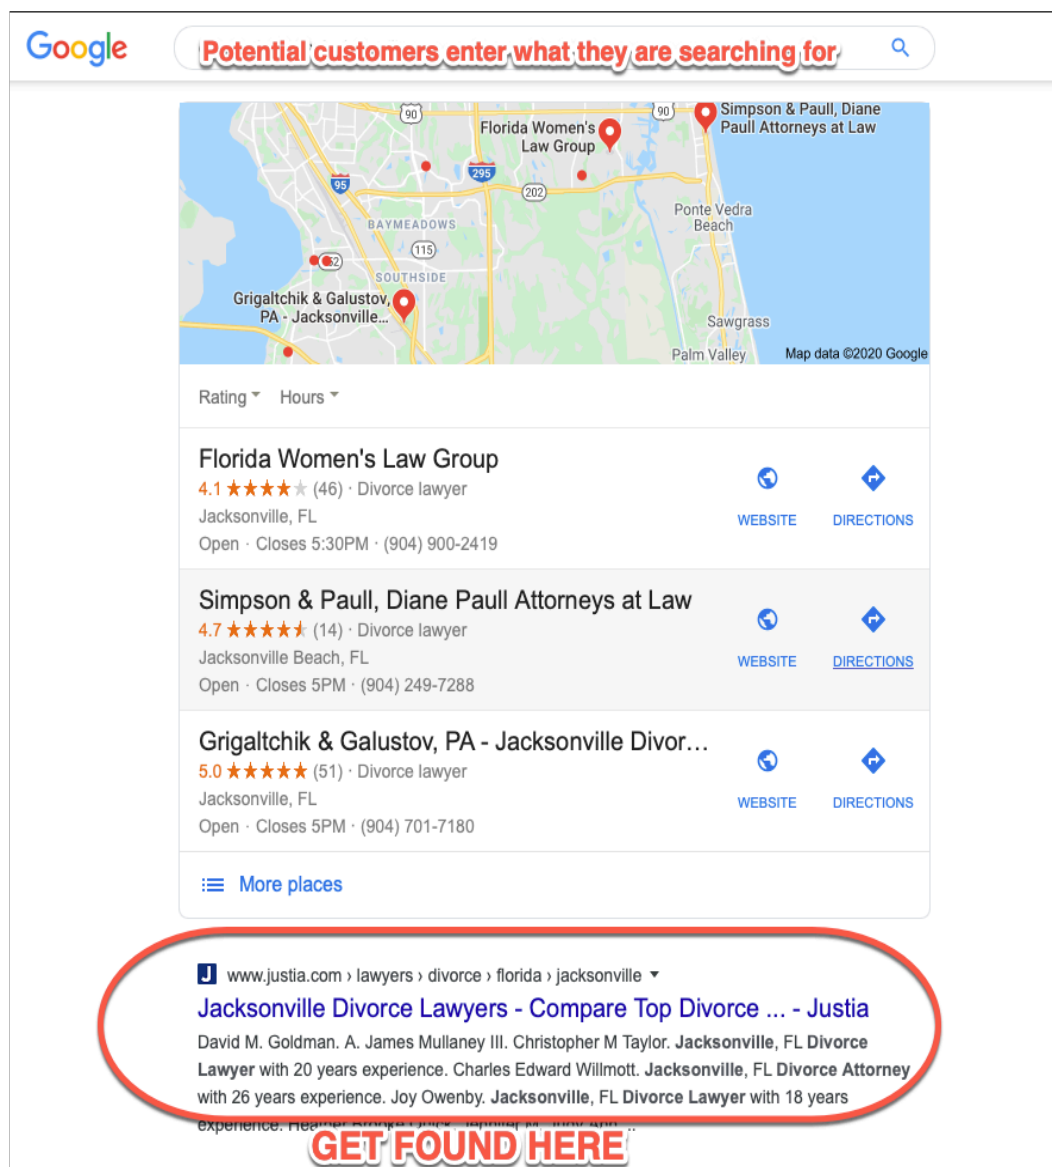 Google
Potential customers enter what they are searching for
90
90
Simpson & Paull, Diane
Paull Attorneys at Law
Florida Women's
Law Group
295
95
202
Ponte Vedra
Beach
BAYMEADOWS
115
SOUTHSIDE
Grigaltchik & Galustov,
PA - Jacksonville...
Sawgrass
Palm Valley
Map data ©2020 Google
Rating
Hours
Florida Women's Law Group
4.1 (46) · Divorce lawyer
Jacksonville, FL
Open · Closes 5:30PM · (904) 900-2419
WEBSITE
DIRECTIONS
Simpson & Paull, Diane Paull Attorneys at Law
4.7 (14) · Divorce lawyer
Jacksonville Beach, FL
Open · Closes 5PM · (904) 249-7288
WEBSITE
DIRECTIONS
Grigaltchik & Galustov, PA - Jacksonville Divor...
5.0 (51) · Divorce lawyer
Jacksonville, FL
Open · Closes 5PM · (904) 701-7180
WEBSITE
DIRECTIONS
More places
J www.justia.com › lawyers › divorce › florida › jacksonville
Jacksonville Divorce Lawyers - Compare Top Divorce ... - Justia
David M. Goldman. A. James Mullaney III. Christopher M Taylor. Jacksonville, FL Divorce
Lawyer with 20 years experience. Charles Edward Willmott. Jacksonville, FL Divorce Attorney
with 26 years experience. Joy Owenby. Jacksonville, FL Divorce Lawyer with 18 years
experience. Heather
GET FOUND HERE